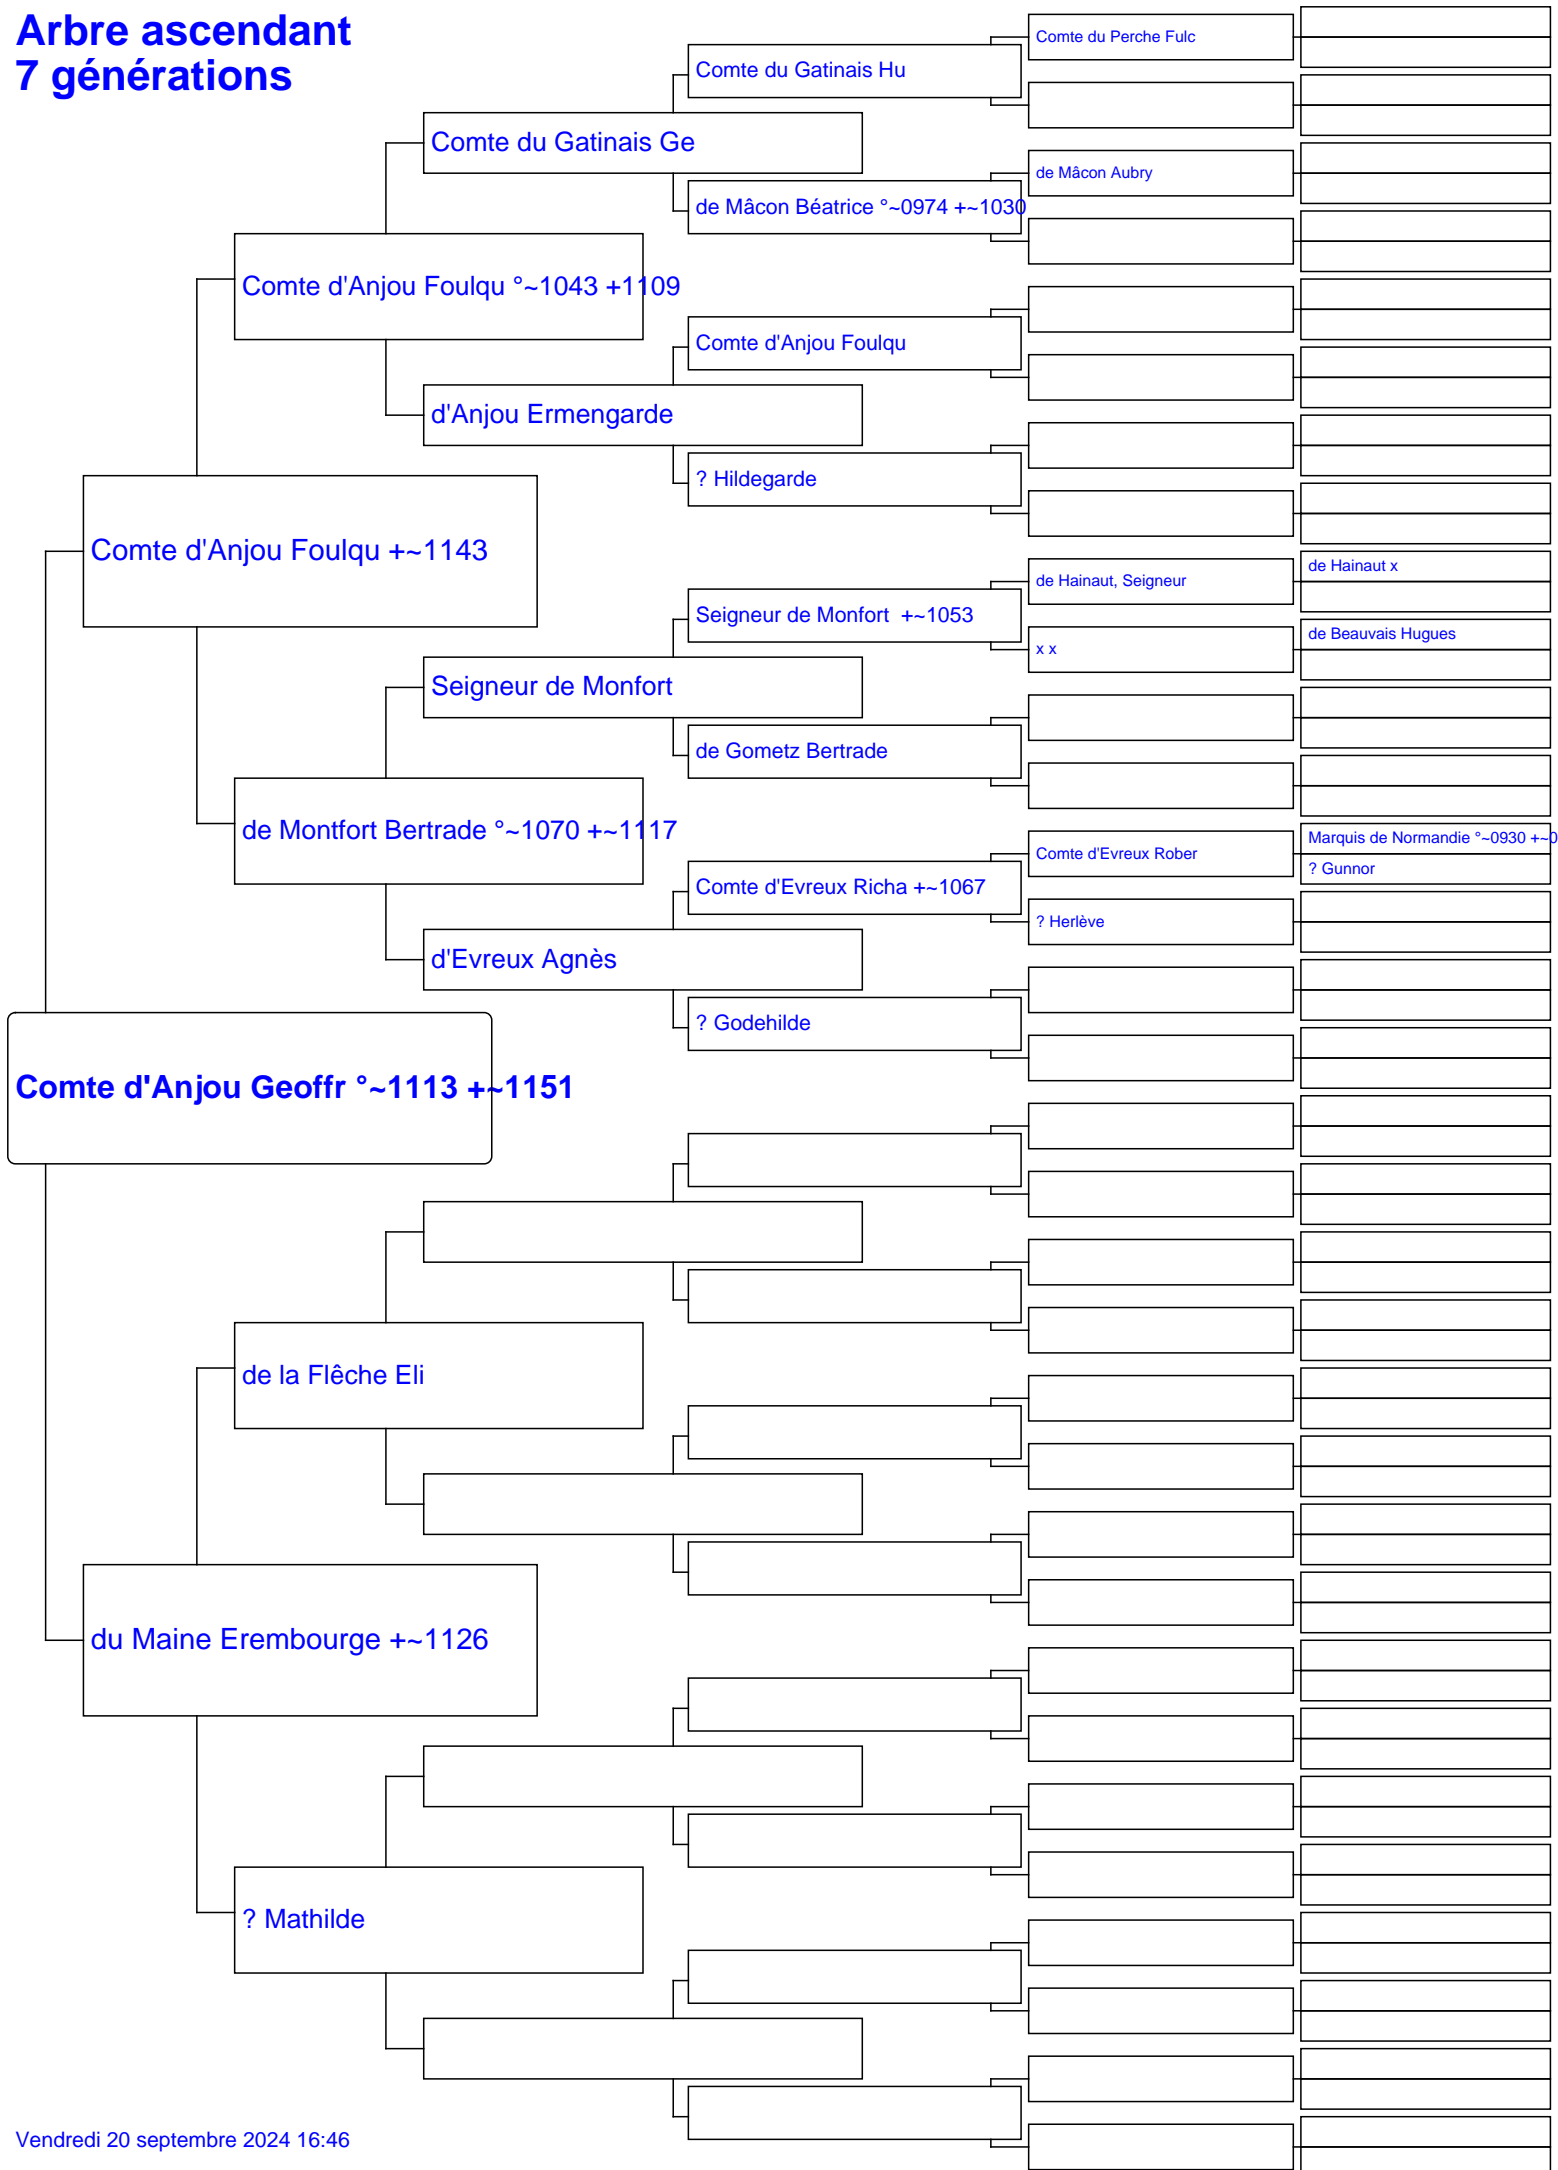 Arbre ascendant
7 générations
Comte du Perche Fulc
Comte du Gatinais Hu
Comte du Gatinais Ge
de Mâcon Aubry
de Mâcon Béatrice °~0974 +~1030
Comte d'Anjou Foulqu °~1043 +1109
Comte d'Anjou Foulqu
d'Anjou Ermengarde
? Hildegarde
Comte d'Anjou Foulqu +~1143
de Hainaut x
de Hainaut, Seigneur
Seigneur de Monfort  +~1053
de Beauvais Hugues
x x
Seigneur de Monfort
de Gometz Bertrade
de Montfort Bertrade °~1070 +~1117
Marquis de Normandie °~0930 +~0
Comte d'Evreux Rober
? Gunnor
Comte d'Evreux Richa +~1067
? Herlève
d'Evreux Agnès
? Godehilde
Comte d'Anjou Geoffr °~1113 +~1151
de la Flêche Eli
du Maine Erembourge +~1126
? Mathilde
Vendredi 20 septembre 2024 16:46